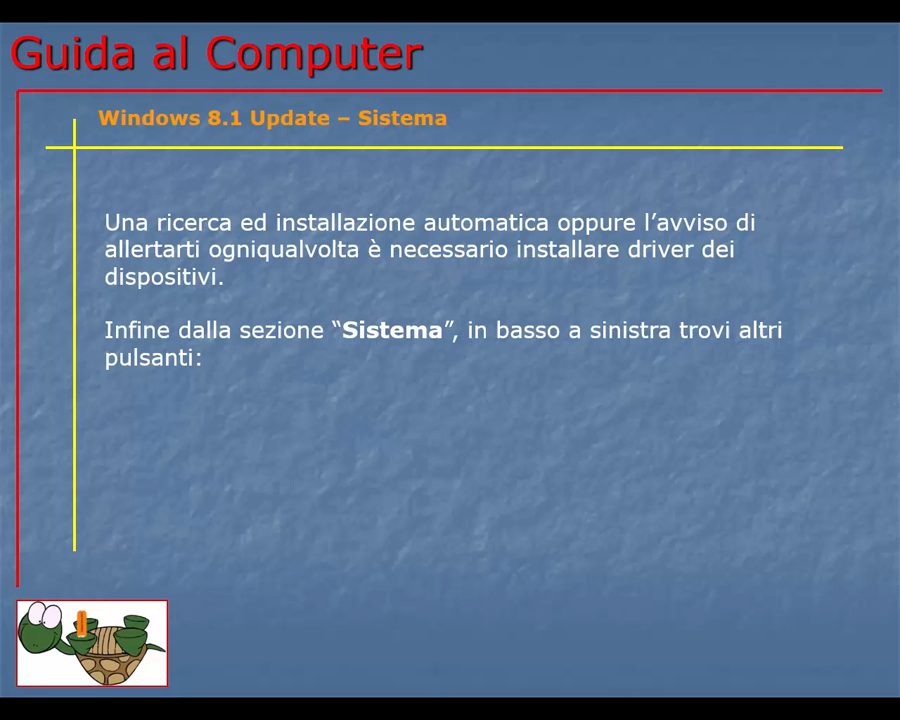 Guida al Computer
Windows 8.1 Update – Sistema
Una ricerca ed installazione automatica oppure l’avviso di
allertarti ogniqualvolta è necessario installare driver dei
dispositivi.
Infine dalla sezione “Sistema”, in basso a sinistra trovi altri
pulsanti: